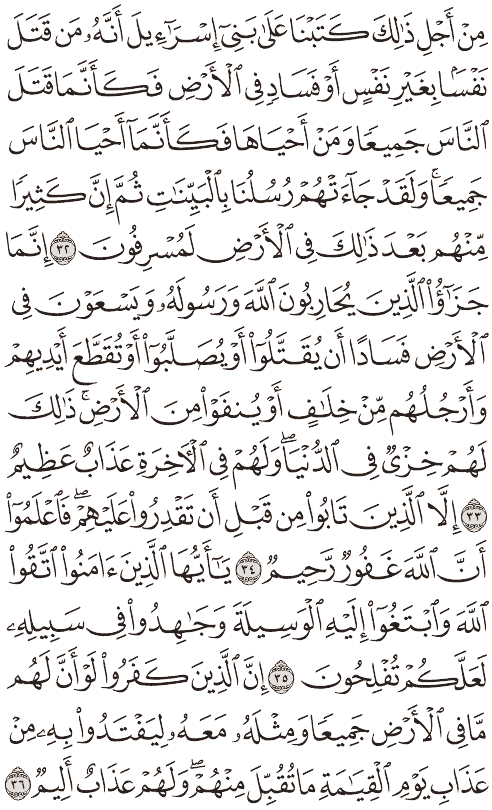 مِنْ أَجْلِ ذَٰلِكَ كَتَبْنَا عَلَىٰ بَنِىٓ إِسْرَٰٓءِيلَ أَنَّهُۥ مَن قَتَلَ
نَفْسًۢا بِغَيْرِ نَفْسٍ أَوْ فَسَادٍ فِى ٱلْأَرْضِ فَكَأَنَّمَا قَتَلَ
ٱلنَّاسَ جَمِيعًا وَمَنْ أَحْيَاهَا فَكَأَنَّمَآ أَحْيَا ٱلنَّاسَ
جَمِيعًا ۚ وَلَقَدْ جَآءَتْهُمْ رُسُلُنَا بِٱلْبَيِّنَٰتِ ثُمَّ إِنَّ كَثِيرًا
مِّنْهُم بَعْدَ ذَٰلِكَ فِى ٱلْأَرْضِ لَمُسْرِفُونَ ٣٢ إِنَّمَا
جَزَٰٓؤُا۟ ٱلَّذِينَ يُحَارِبُونَ ٱللَّهَ وَرَسُولَهُۥ وَيَسْعَوْنَ فِى
ٱلْأَرْضِ فَسَادًا أَن يُقَتَّلُوٓا۟ أَوْ يُصَلَّبُوٓا۟ أَوْ تُقَطَّعَ أَيْدِيهِمْ
وَأَرْجُلُهُم مِّنْ خِلَٰفٍ أَوْ يُنفَوْا۟ مِنَ ٱلْأَرْضِ ۚ ذَٰلِكَ
لَهُمْ خِزْىٌ فِى ٱلدُّنْيَا ۖ وَلَهُمْ فِى ٱلْءَاخِرَةِ عَذَابٌ عَظِيمٌ
٣٣ إِلَّا ٱلَّذِينَ تَابُوا۟ مِن قَبْلِ أَن تَقْدِرُوا۟ عَلَيْهِمْ ۖ فَٱعْلَمُوٓا۟
أَنَّ ٱللَّهَ غَفُورٌ رَّحِيمٌ ٣٤ يَٰٓأَيُّهَا ٱلَّذِينَ ءَامَنُوا۟ ٱتَّقُوا۟
ٱللَّهَ وَٱبْتَغُوٓا۟ إِلَيْهِ ٱلْوَسِيلَةَ وَجَٰهِدُوا۟ فِى سَبِيلِهِۦ
لَعَلَّكُمْ تُفْلِحُونَ ٣٥ إِنَّ ٱلَّذِينَ كَفَرُوا۟ لَوْ أَنَّ لَهُم
مَّا فِى ٱلْأَرْضِ جَمِيعًا وَمِثْلَهُۥ مَعَهُۥ لِيَفْتَدُوا۟ بِهِۦ مِنْ
عَذَابِ يَوْمِ ٱلْقِيَٰمَةِ مَا تُقُبِّلَ مِنْهُمْ ۖ وَلَهُمْ عَذَابٌ أَلِيمٌ ٣٦